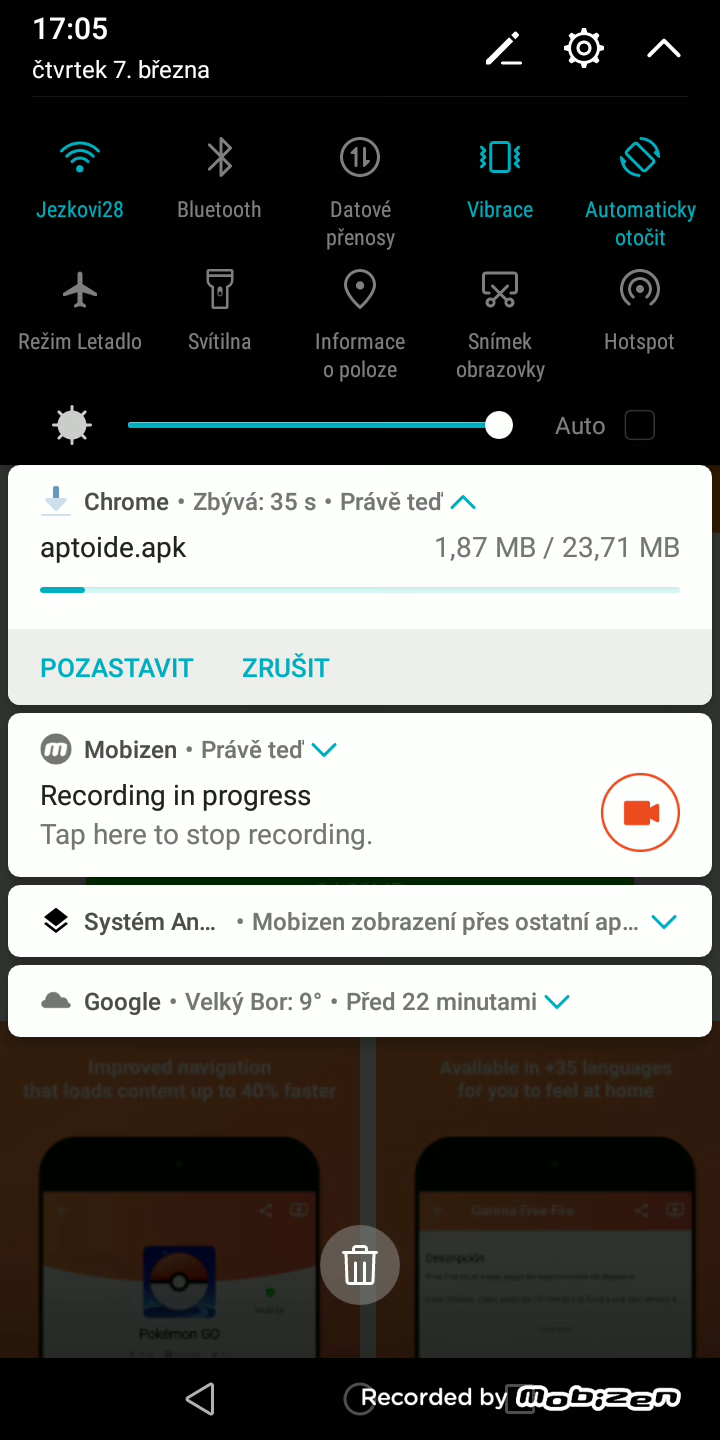 17:05
čtvrtek 7. března
Jezkovi28
Bluetooth
Datové
přenosy
Vibrace
Automaticky
otočit
Režim Letadlo
Svítilna
Informace
o poloze
Snímek
obrazovky
Hotspot
Auto
Chrome • Zbývá: 35 s • Právě teď
aptoide.apk 1,87 MB / 23,71 MB
POZASTAVIT ZRUŠIT
Mobizen • Právě teď
Recording in progress
Tap here to stop recording.
Systém An... • Mobizen zobrazení přes ostatní ap...
Google • Velký Bor: 9° • Před 22 minutami
Improved navigation
that loads content up to 40% faster
Available in +35 languages
for you to feel at home
Garena Free Fire
Descripción
Pokémon GO
Recorded by Mobizen